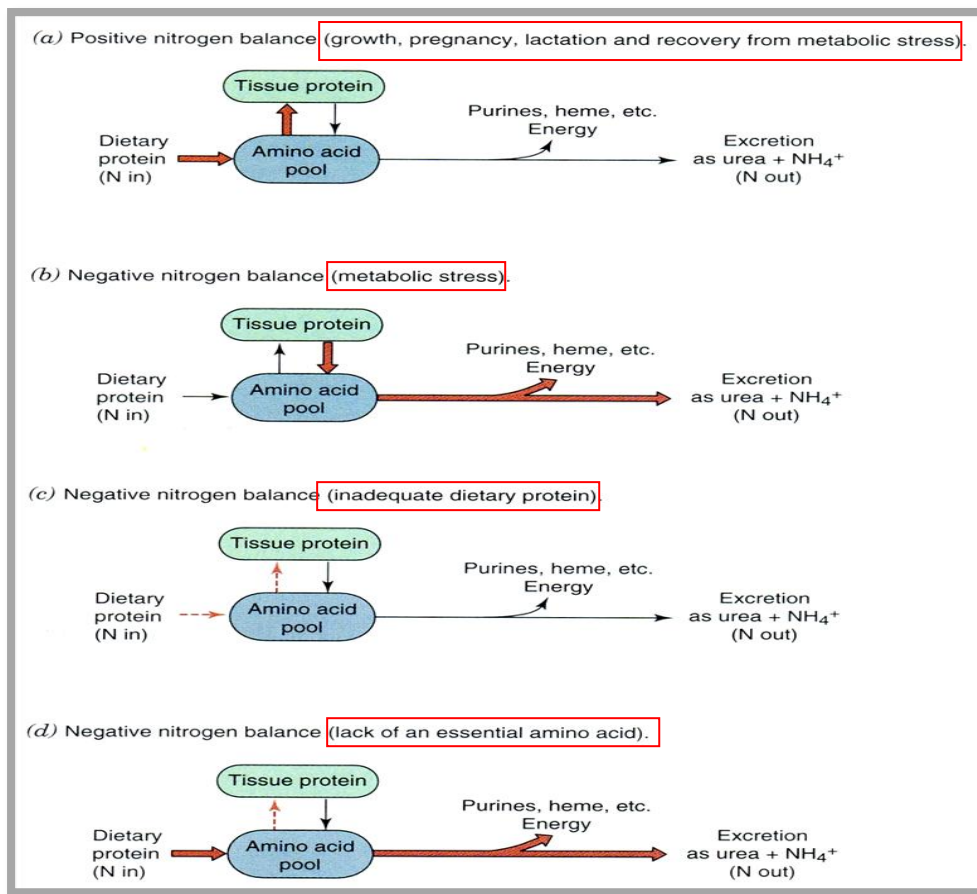 (a) Positive nitrogen balance (growth, pregnancy, lactation and recovery from metabolic stress).
Tissue protein
Purines, heme, etc.
Energy
Dietary
protein
(N in)
Amino acid
pool
Excretion
as urea + NH₄⁺
(N out)
(b) Negative nitrogen balance (metabolic stress).
Tissue protein
Purines, heme, etc.
Energy
Dietary
protein
(N in)
Amino acid
pool
Excretion
as urea + NH₄⁺
(N out)
(c) Negative nitrogen balance (inadequate dietary protein).
Tissue protein
Purines, heme, etc.
Energy
Dietary
protein
(N in)
Amino acid
pool
Excretion
as urea + NH₄⁺
(N out)
(d) Negative nitrogen balance (lack of an essential amino acid).
Tissue protein
Purines, heme, etc.
Energy
Dietary
protein
(N in)
Amino acid
pool
Excretion
as urea + NH₄⁺
(N out)